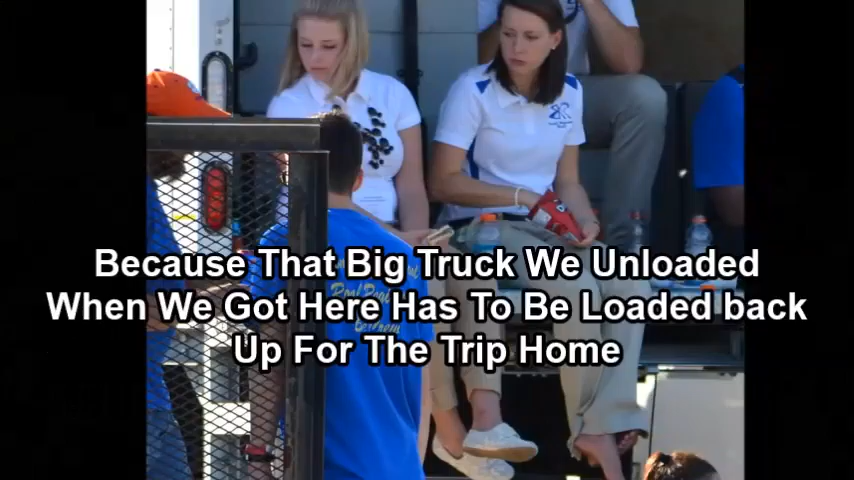 Because That Big Truck We Unloaded
When We Got Here Has To Be Loaded back
Up For The Trip Home